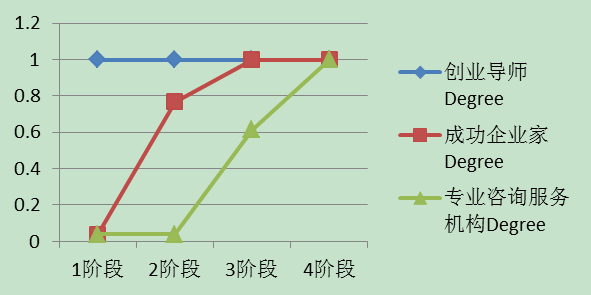 1.2
1
0.8
0.6
0.4
0.2
0
1阶段
2阶段
3阶段
4阶段
创业导师
Degree
成功企业家
Degree
专业咨询服务
机构Degree